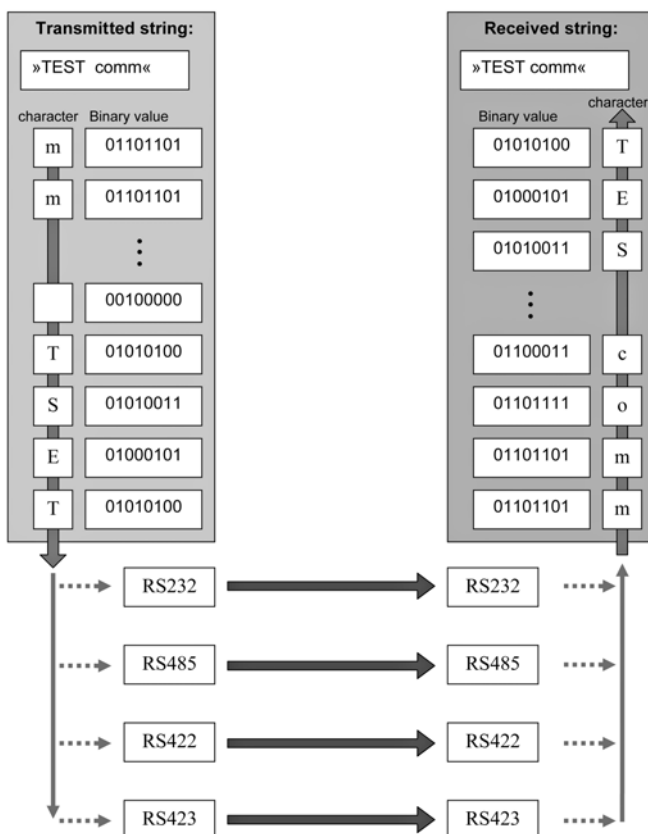 Transmitted string:
»TEST  comm«
character Binary value
m 01101101
m 01101101
00100000
T 01010100
S 01010011
E 01000101
T 01010100
Received string:
»TEST comm«
character
Binary value
01010100 T
01000101 E
01010011 S
01100011 c
01101111 o
01101101 m
01101101 m
RS232 RS232
RS485 RS485
RS422 RS422
RS423 RS423